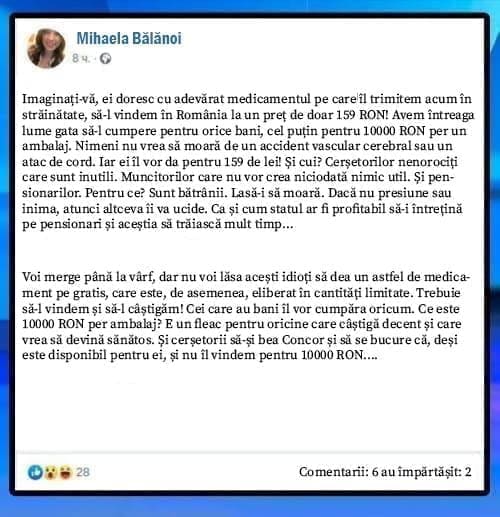 Mihaela Bălănoi
8 ч. ·
Imaginați-vă, ei doresc cu adevărat medicamentul pe care îl trimitem acum în
străinătate, să-l vindem în România la un preț de doar 159 RON! Avem întreaga
lume gata să-l cumpere pentru orice bani, cel puțin pentru 10000 RON per un
ambalaj. Nimeni nu vrea să moară de un accident vascular cerebral sau un
atac de cord. Iar ei îl vor da pentru 159 de lei! Și cui? Cerșetorilor nenorociți
care sunt inutili. Muncitorilor care nu vor crea niciodată nimic util. Și pen-
sionarilor. Pentru ce? Sunt bătrânii. Lasă-i să moară. Dacă nu presiune sau
inima, atunci altceva îi va ucide. Ca și cum statul ar fi profitabil să-i întrețină
pe pensionari și aceștia să trăiască mult timp...
Voi merge până la vârf, dar nu voi lăsa acești idioți să dea un astfel de medica-
ment pe gratis, care este, de asemenea, eliberat în cantități limitate. Trebuie
să-l vindem și să-l câștigăm! Cei care au bani îl vor cumpăra oricum. Ce este
10000 RON per ambalaj? E un fleac pentru oricine care câștigă decent și care
vrea să devină sănătos. Și cerșetorii să-și bea Concor și să se bucure că, deși
este disponibil pentru ei, și nu îl vindem pentru 10000 RON....
28
Comentarii: 6 au împărtășit: 2